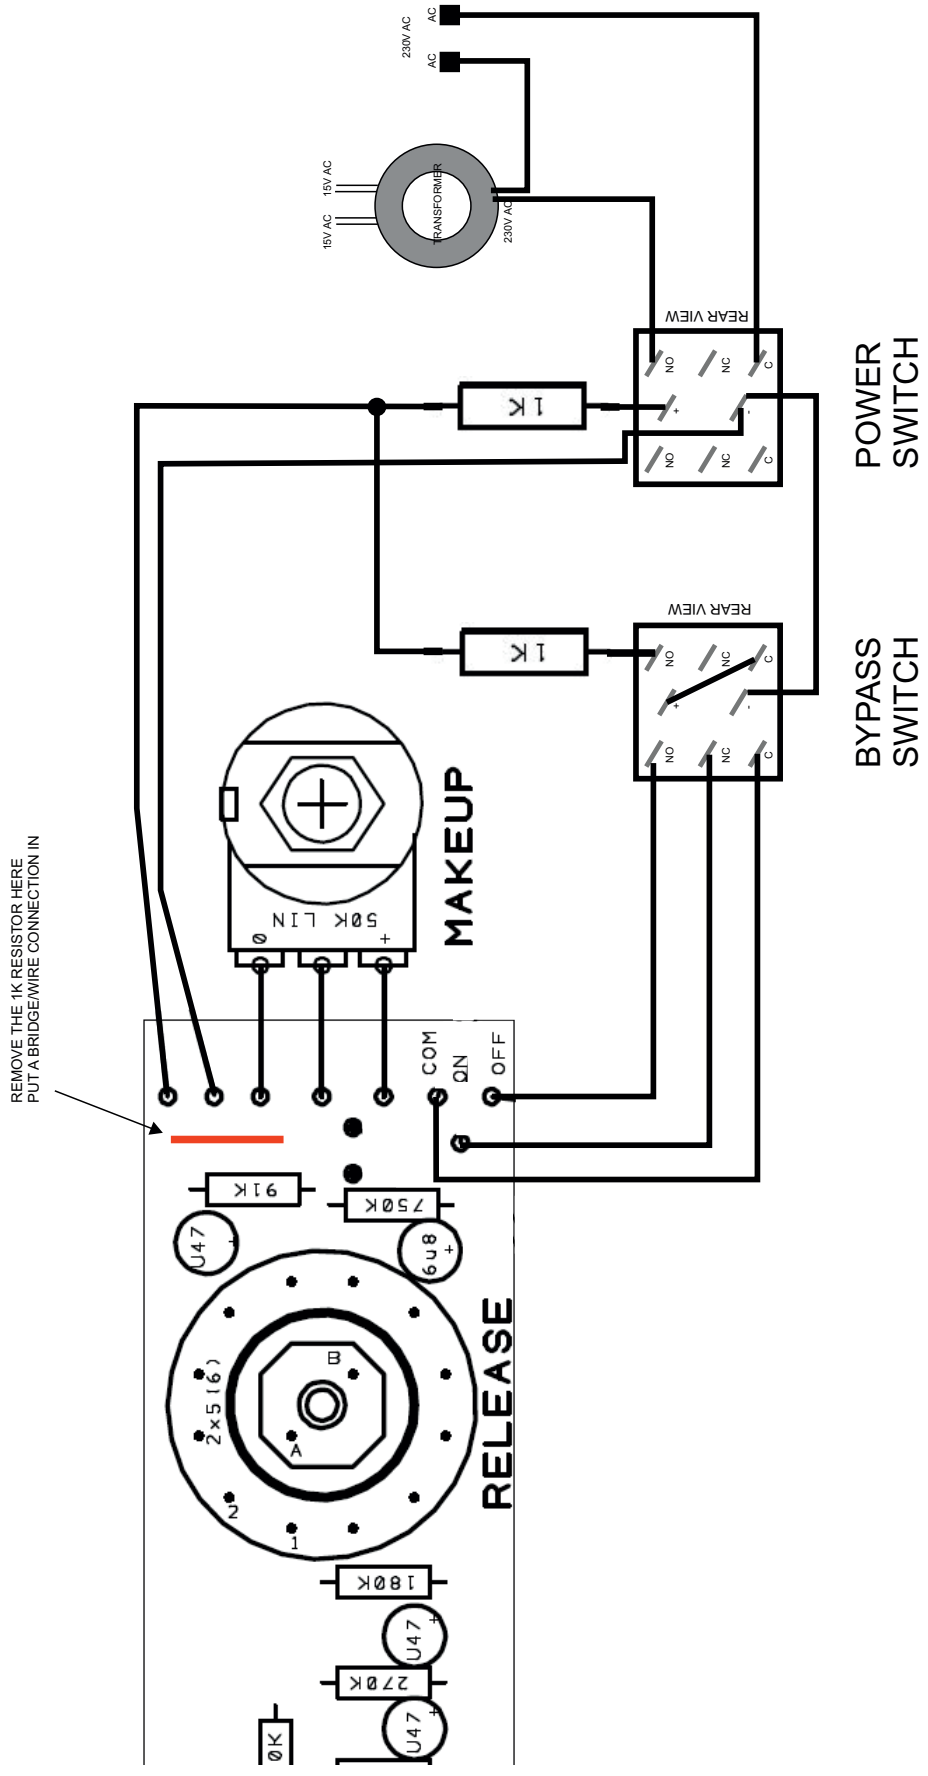 AC
AC
230V AC
15V AC
15V AC
TRANSFORMER
230V AC
REAR VIEW
NO
NC
C
+
-
NO
NC
C
POWER
SWITCH
1K
1K
REAR VIEW
NO
NC
C
+
-
NO
NC
C
BYPASS
SWITCH
MAKEUP
50K LIN
0
+
REMOVE THE 1K RESISTOR HERE
PUT A BRIDGE/WIRE CONNECTION IN
COM
ON
OFF
91K
750K
U47
+
6u8
+
2x5(6)
B
A
2
1
RELEASE
180K
U47
+
270K
U47
+
0K